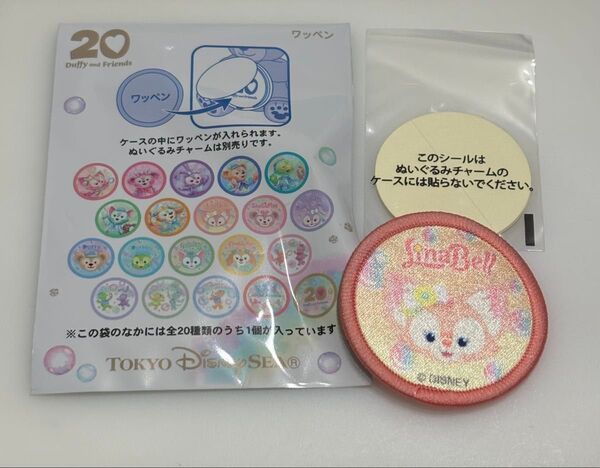 20
Duffy and Friends
ワッペン
ワッペン
ケースの中にワッペンが入れられます。
ぬいぐるみチャームは別売りです。
※この袋のなかには全20種類のうち1個が入っています
TOKYO DISNEY SEA®
このシールは
ぬいぐるみチャームの
ケースには貼らないでください。
LinaBell
© DISNEY